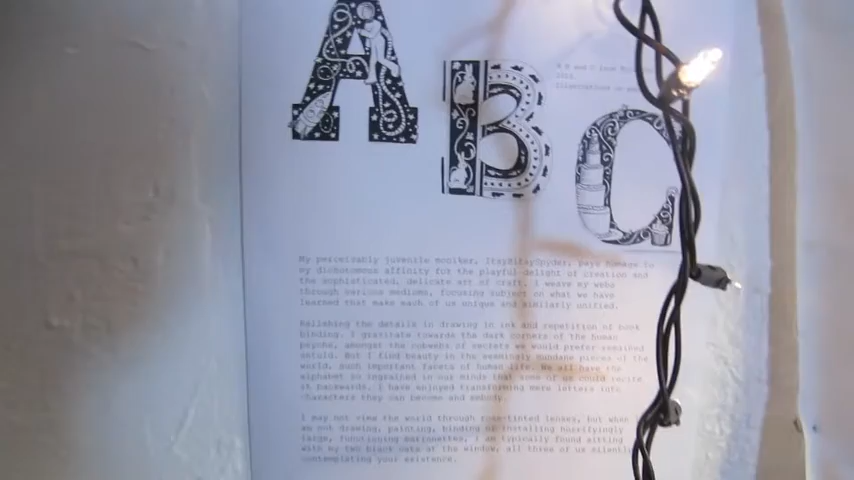 A B C
A B and C
Illustrations on
My perceivably juvenile moniker, ItsyBitsySpyder, pays homage to
my dichotomous affinity for the playful delight of creation and
the sophisticated, delicate art of craft. I weave my webs
through various mediums, focusing subject on what we have
learned that make each of us unique and similarly unified.
Relishing the details in drawing in ink and repetition of book
binding, I gravitate towards the dark corners of the human
psyche, amongst the cobwebs of secrets we would prefer remained
untold. But I find beauty in the seemingly mundane pieces of the
world, such important facets of human life. We all have the
alphabet so ingrained in our minds that some of us could recite
it backwards. I have enjoyed transforming mere letters into
characters they can become and embody.
I may not view the world through rose-tinted lenses, but when I
am not drawing, painting, binding or installing horrifyingly
large, functioning marionettes, I am typically found sitting
with my two black cats at the window, all three of us silently
contemplating your existence.